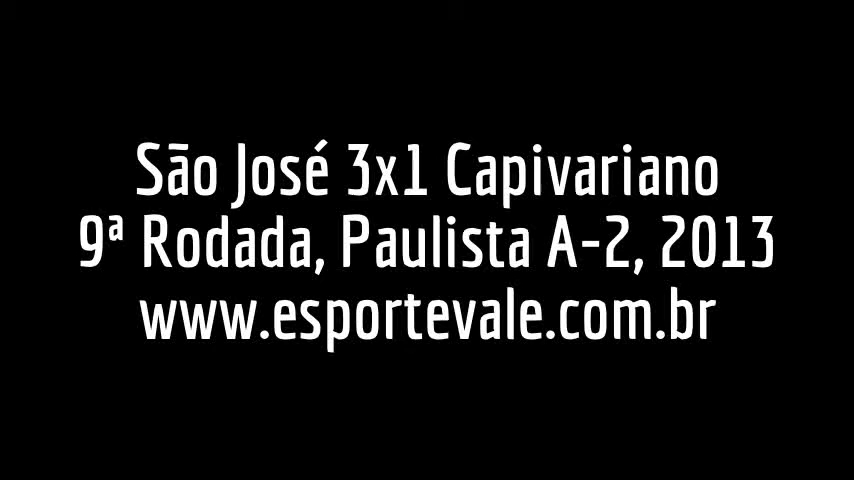 São José 3x1 Capivariano
9ª Rodada, Paulista A-2, 2013
www.esportevale.com.br